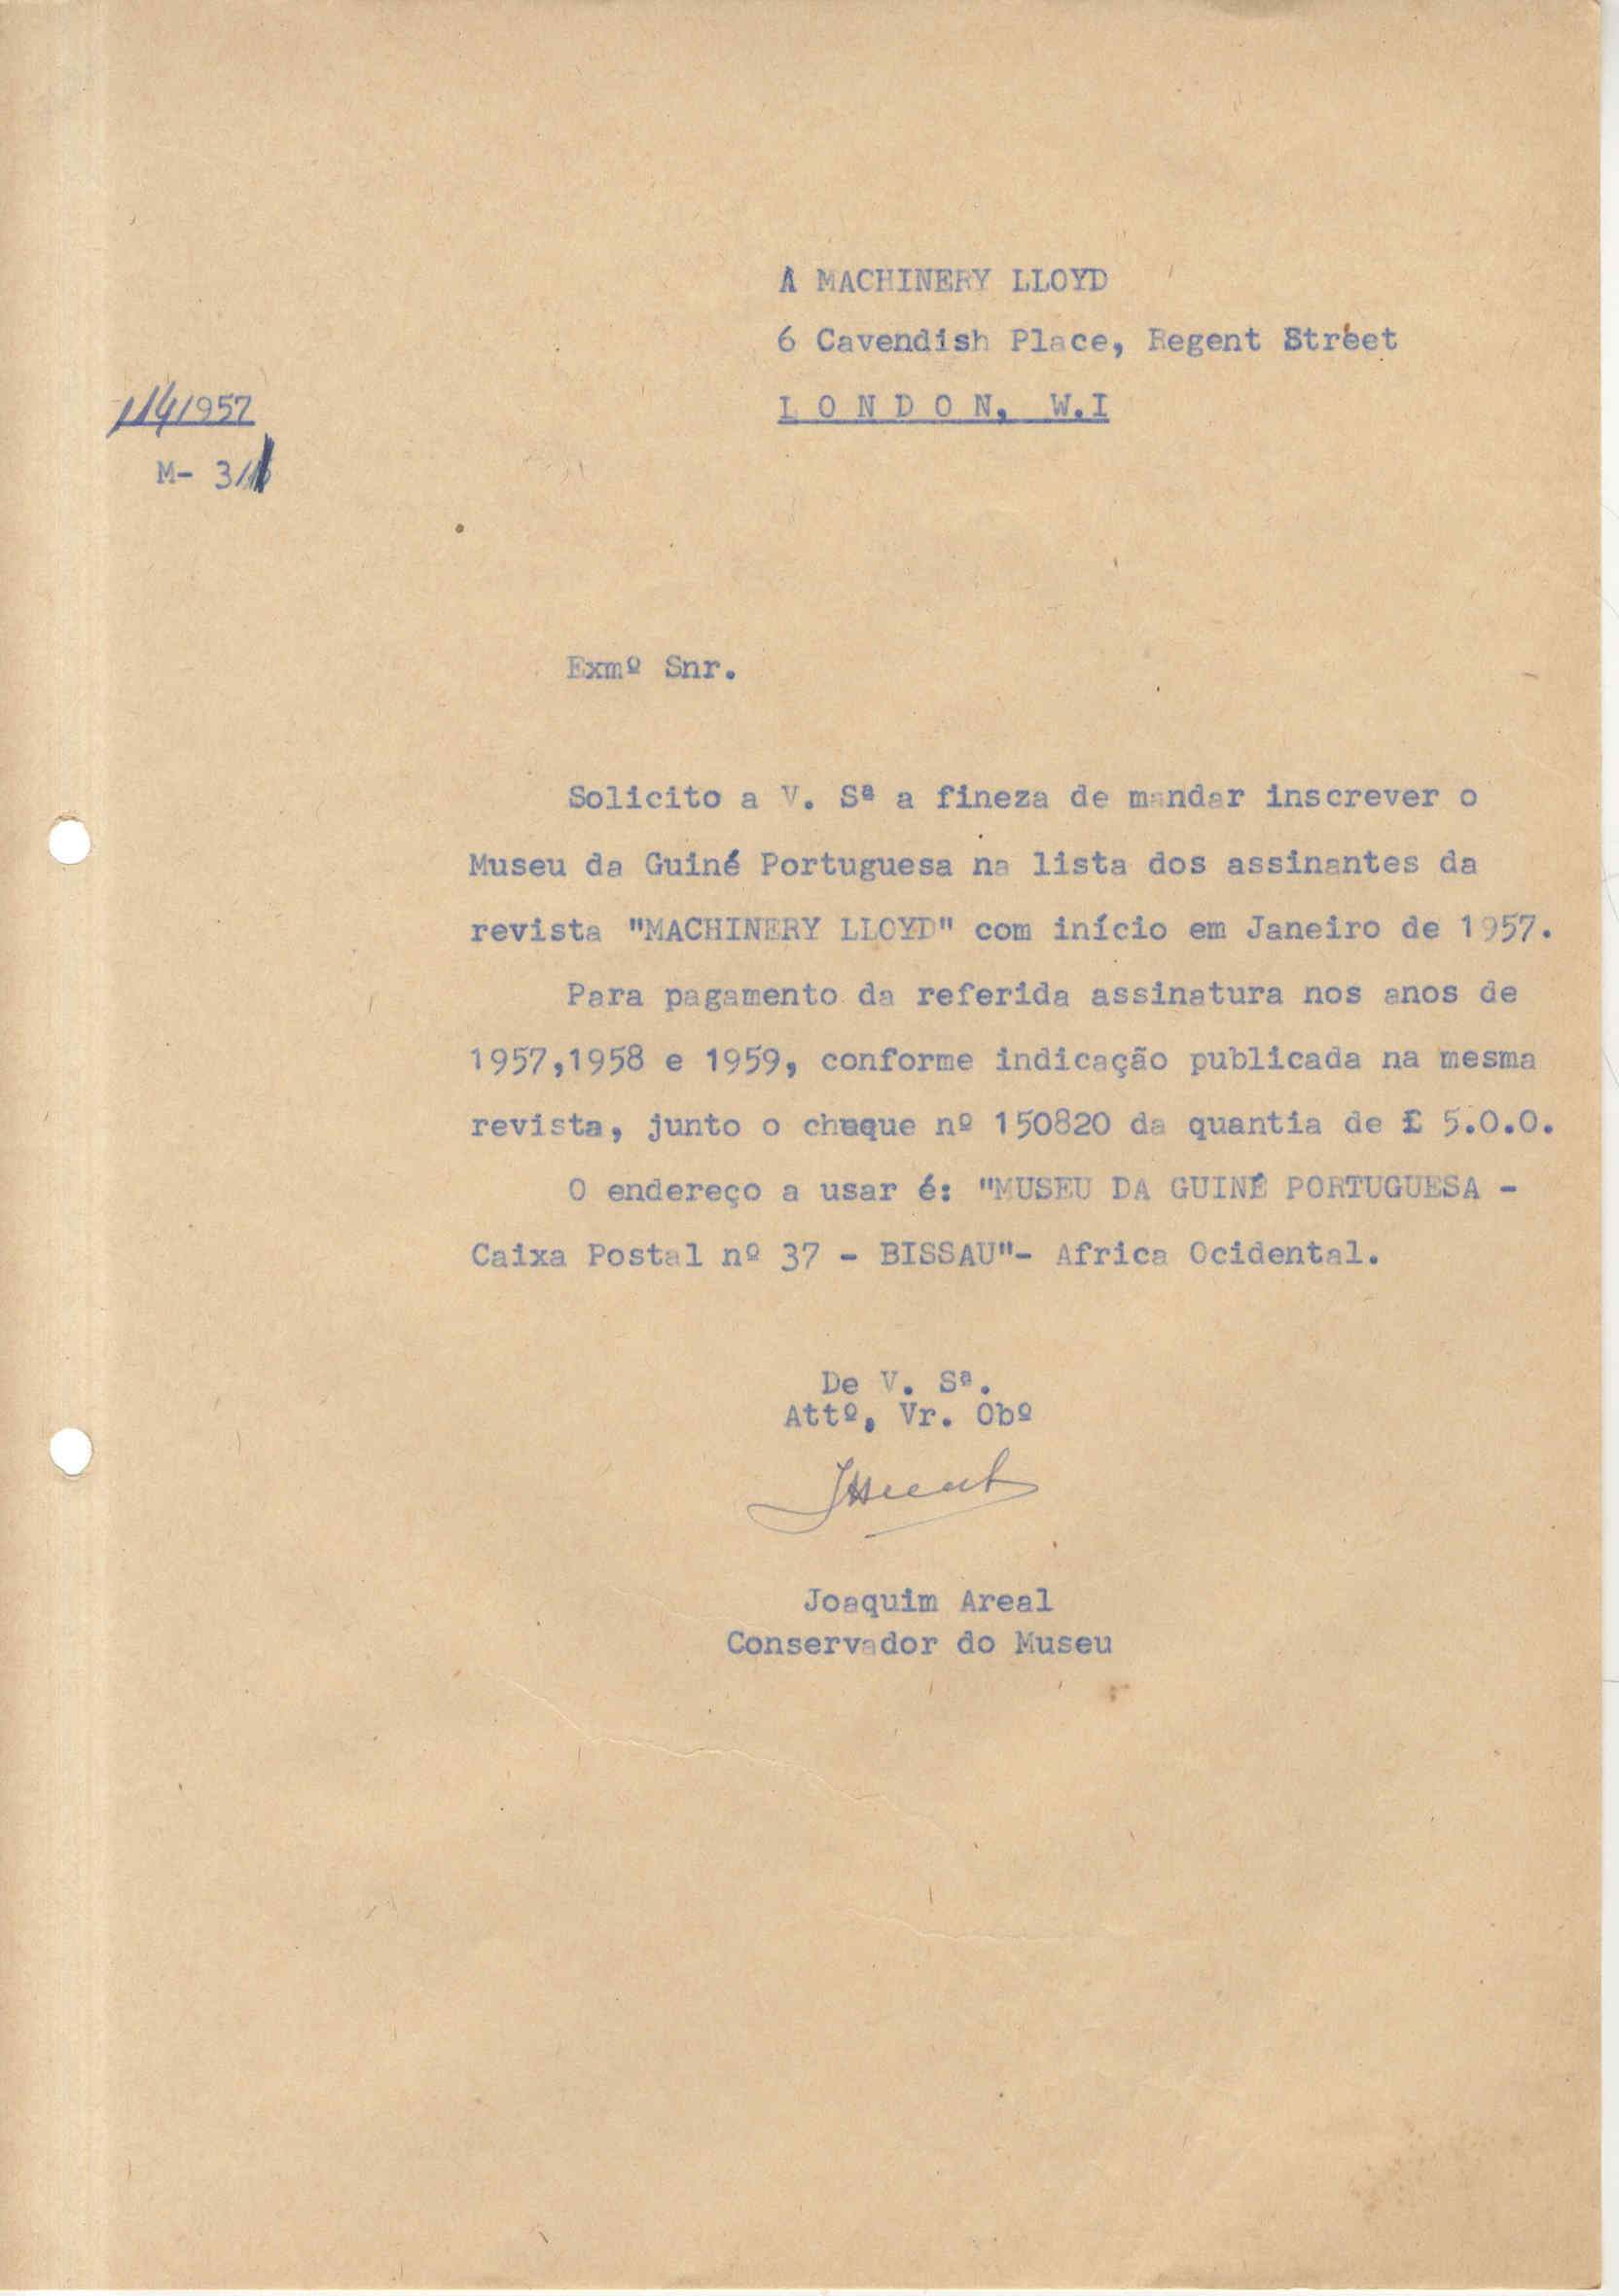 A MACHINERY LLOYD
6 Cavendish Place, Regent Street
LONDON, W.I
114/957
M- 3/
Exmº Snr.
Solicito a V. Sª a fineza de mandar inscrever o
Museu da Guiné Portuguesa na lista dos assinantes da
revista "MACHINERY LLOYD" com início em Janeiro de 1957.
Para pagamento da referida assinatura nos anos de
1957,1958 e 1959, conforme indicação publicada na mesma
revista, junto o cheque nº 150820 da quantia de £ 5.0.0.
O endereço a usar é: "MUSEU DA GUINÉ PORTUGUESA -
Caixa Postal nº 37 - BISSAU"- Africa Ocidental.
De V. Sª.
Attº, Vr. Obº
Joaquim Areal
Conservador do Museu